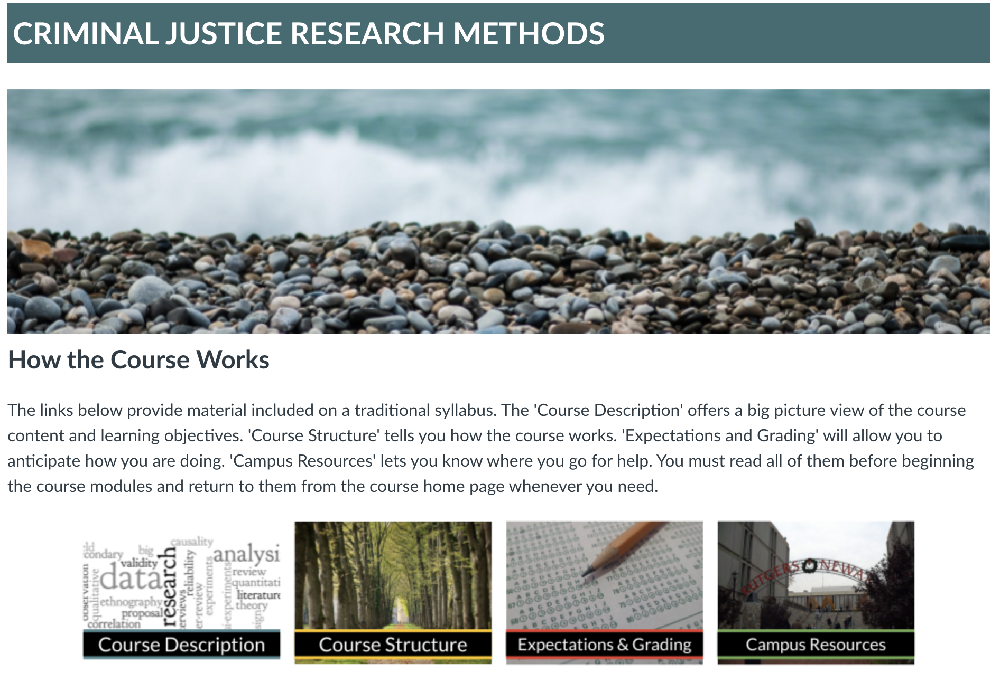 CRIMINAL JUSTICE RESEARCH METHODS
How the Course Works
The links below provide material included on a traditional syllabus. The 'Course Description' offers a big picture view of the course
content and learning objectives. 'Course Structure' tells you how the course works. 'Expectations and Grading' will allow you to
anticipate how you are doing. 'Campus Resources' lets you know where you go for help. You must read all of them before beginning
the course modules and return to them from the course home page whenever you need.
causality
condary
big
analysi
validity
data
research
reliability
experiments
review
quantitati
observation
qualitative
literature
ethnography
theory
proposal
erviews
er-review
si-experiments
correlation
sign
RUTGERS NEWA
Course Description
Course Structure
Expectations & Grading
Campus Resources